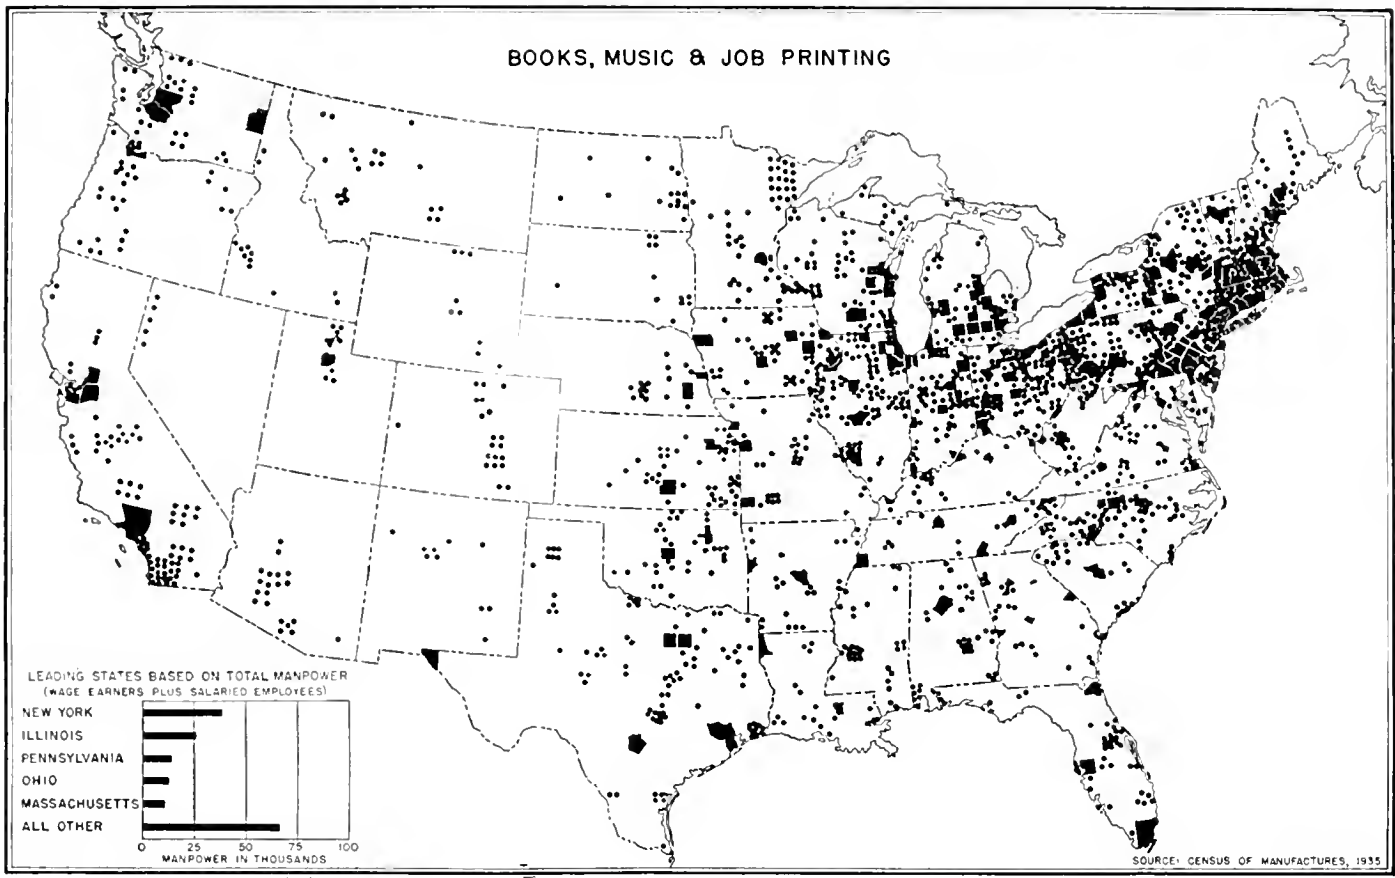 BOOKS, MUSIC & JOB PRINTING
LEADING STATES BASED ON TOTAL MANPOWER
(WAGE EARNERS PLUS SALARIED EMPLOYEES)
NEW YORK
ILLINOIS
PENNSYLVANIA
OHIO
MASSACHUSETTS
ALL OTHER
0 25 50 75 100
MANPOWER IN THOUSANDS
SOURCE: CENSUS OF MANUFACTURES, 1935